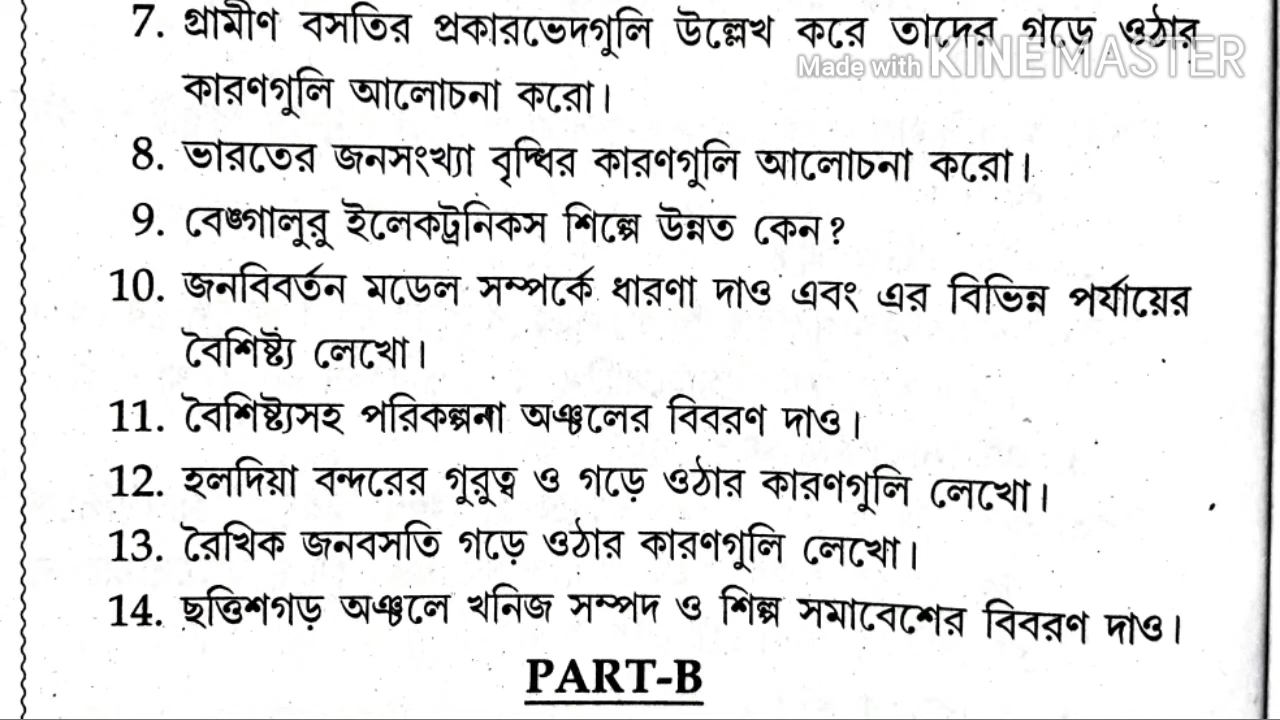 7. গ্রামীণ বসতির প্রকারভেদগুলি উল্লেখ করে তাদের গড়ে ওঠার
Made with KINEMASTER
কারণগুলি আলোচনা করো।
8. ভারতের জনসংখ্যা বৃদ্ধির কারণগুলি আলোচনা করো।
9. বেঙ্গালুরু ইলেকট্রনিকস শিল্পে উন্নত কেন?
10. জনবিবর্তন মডেল সম্পর্কে ধারণা দাও এবং এর বিভিন্ন পর্যায়ের
বৈশিষ্ট্য লেখো।
11. বৈশিষ্ট্যসহ পরিকল্পনা অঞ্চলের বিবরণ দাও।
12. হলদিয়া বন্দরের গুরুত্ব ও গড়ে ওঠার কারণগুলি লেখো।
13. রৈখিক জনবসতি গড়ে ওঠার কারণগুলি লেখো।
14. ছত্তিশগড় অঞ্চলে খনিজ সম্পদ ও শিল্প সমাবেশের বিবরণ দাও।
PART-B